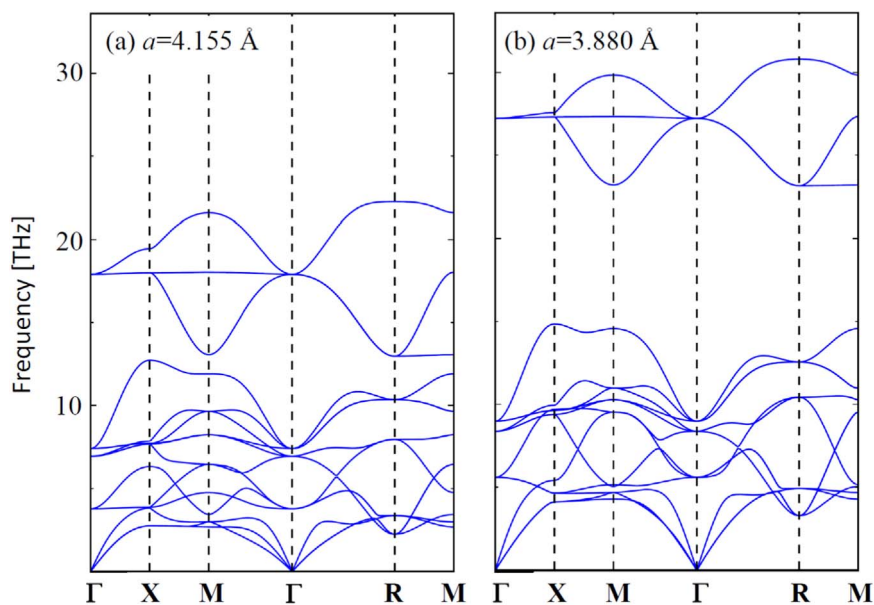 (a) a=4.155 Å
(b) a=3.880 Å
30
20
10
Frequency [THz]
Γ X M Γ R M
Γ X M Γ R M